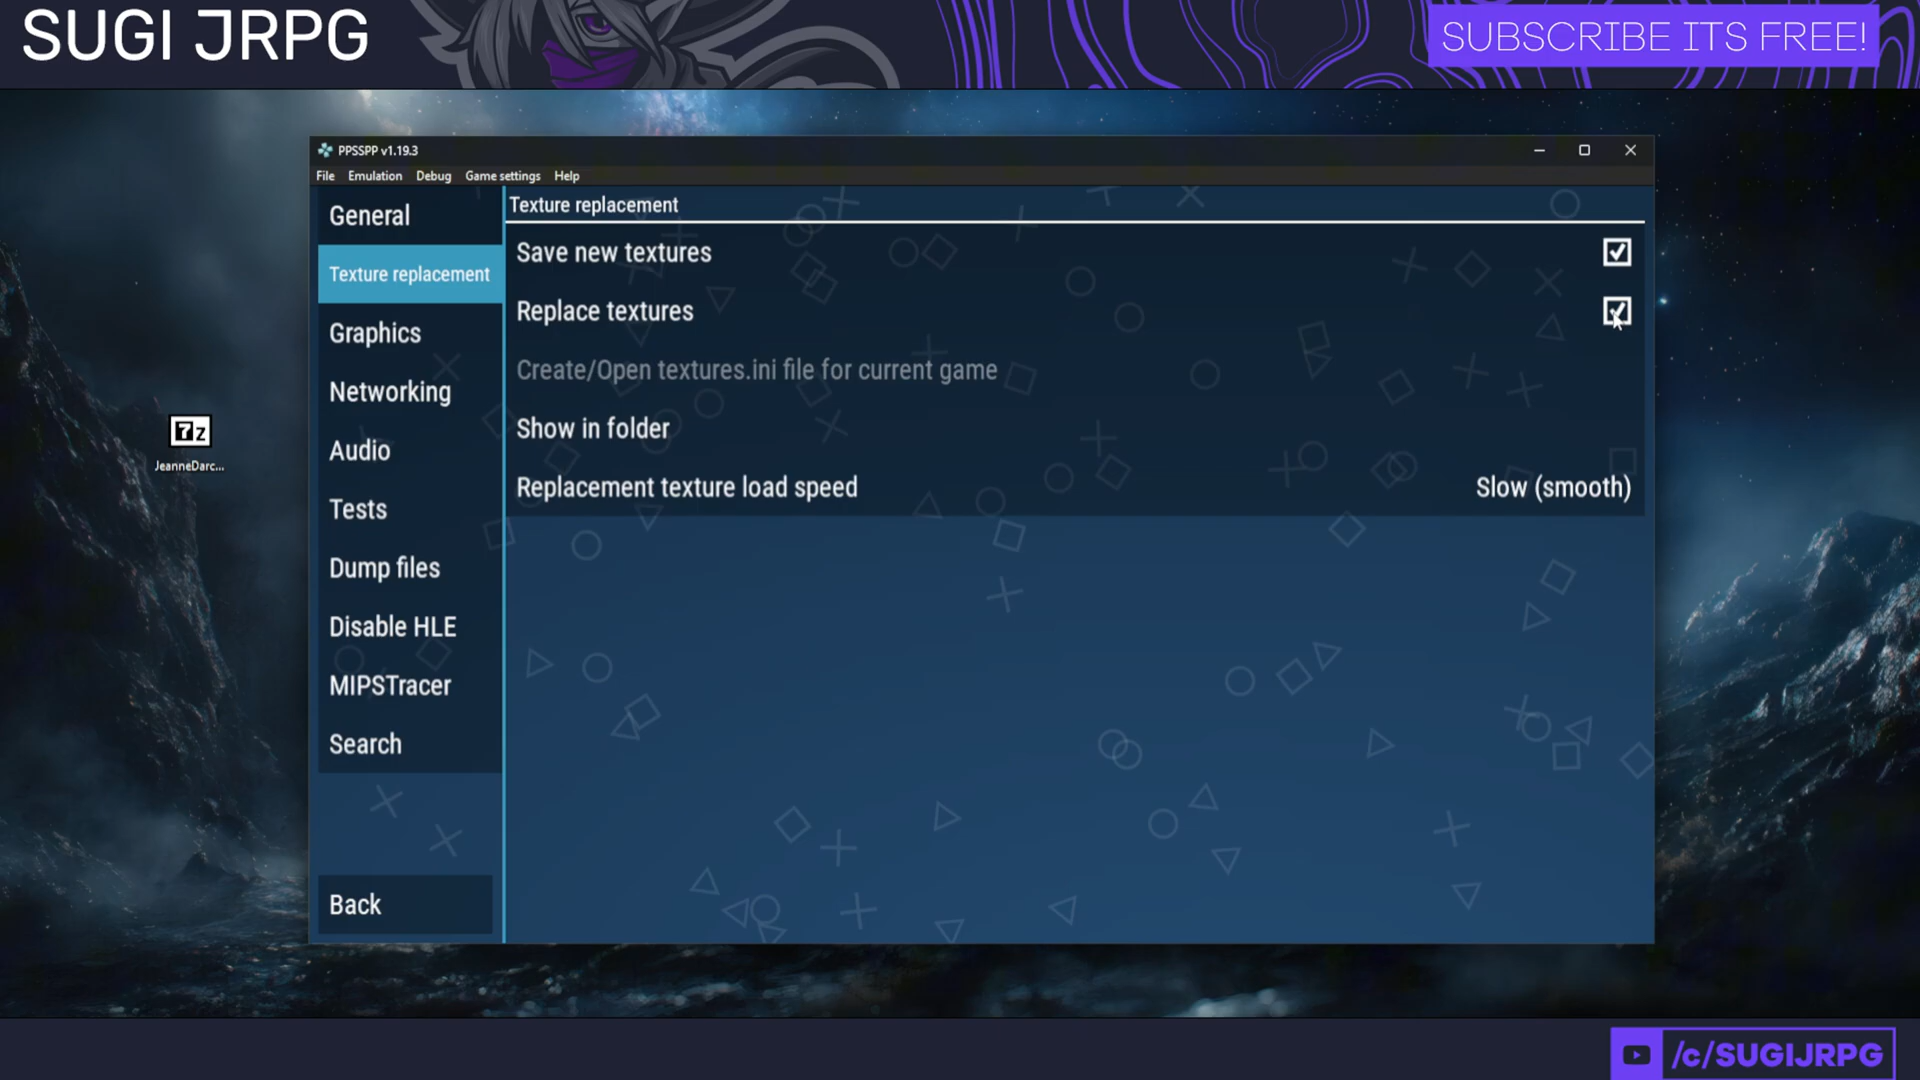 SUGI JRPG
SUBSCRIBE ITS FREE!
PPSSPP v1.19.3
File Emulation Debug Game settings Help
General
Texture replacement
Graphics
Networking
Audio
Tests
Dump files
Disable HLE
MIPSTracer
Search
Back
Texture replacement
Save new textures
Replace textures
Create/Open textures.ini file for current game
Show in folder
Replacement texture load speed Slow (smooth)
7z
JeanneDarc...
/c/SUGIJRPG